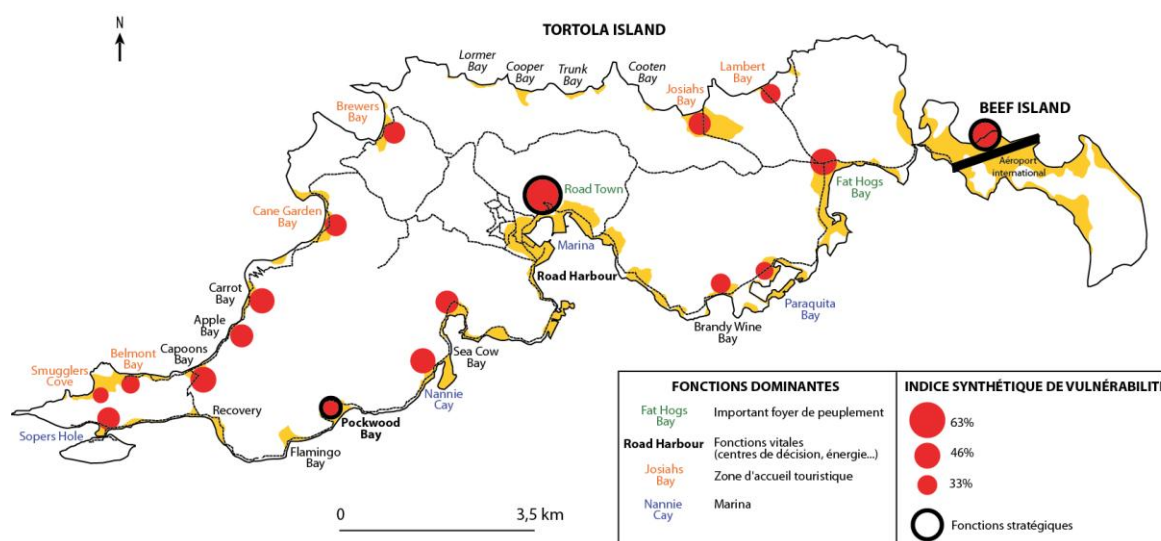 N
TORTOLA ISLAND
Lormer
Bay
Cooper
Bay
Trunk
Bay
Cooten
Bay
Josiahs
Bay
Lambert
Bay
Brewers
Bay
BEEF ISLAND
Aéroport
international
Road Town
Fat Hogs
Bay
Cane Garden
Bay
Marina
Road Harbour
Carrot
Bay
Paraquita
Bay
Apple
Bay
Brandy Wine
Bay
Capoons
Bay
Sea Cow
Bay
Belmont
Bay
Smugglers
Cove
Nannie
Cay
Recovery
Pockwood
Bay
Sopers Hole
Flamingo
Bay
0 3,5 km
FONCTIONS DOMINANTES
Fat Hogs
Bay
Important foyer de peuplement
Road Harbour
Fonctions vitales
(centres de décision, énergie...)
Josiahs
Bay
Zone d'accueil touristique
Nannie
Cay
Marina
INDICE SYNTHÉTIQUE DE VULNÉRABILITÉ
63%
46%
33%
Fonctions stratégiques